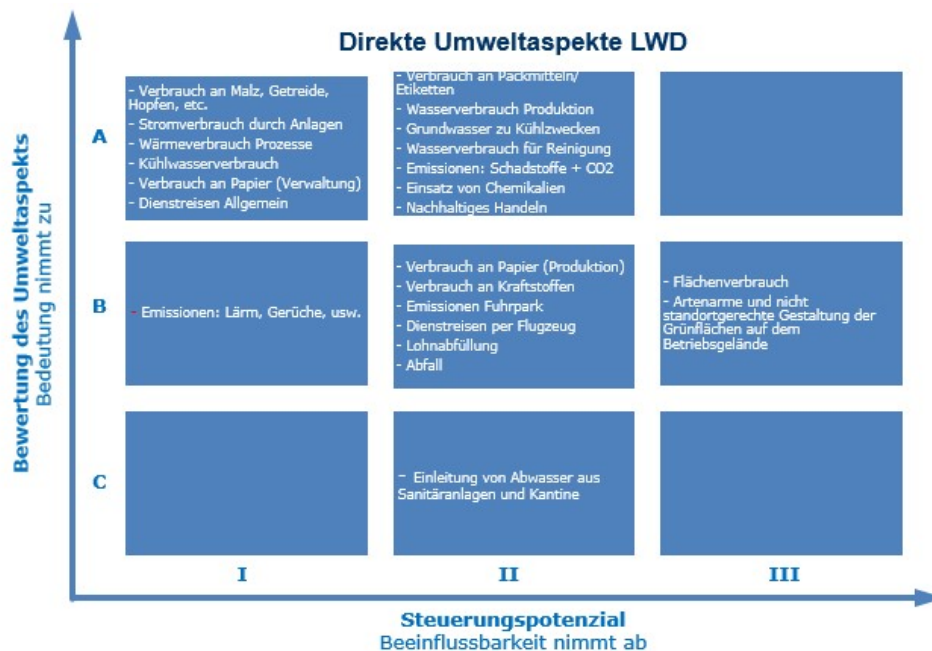 Direkte Umweltaspekte LWD
Bewertung des Umweltaspekts
Bedeutung nimmt zu
A
- Verbrauch an Malz, Getreide,
Hopfen, etc.
- Stromverbrauch durch Anlagen
- Wärmeverbrauch Prozesse
- Kühlwasserverbrauch
- Verbrauch an Papier (Verwaltung)
- Dienstreisen Allgemein
- Verbrauch an Packmitteln/
Etiketten
- Wasserverbrauch Produktion
- Grundwasser zu Kühlzwecken
- Wasserverbrauch für Reinigung
- Emissionen: Schadstoffe + CO2
- Einsatz von Chemikalien
- Nachhaltiges Handeln
B
- Emissionen: Lärm, Gerüche, usw.
- Verbrauch an Papier (Produktion)
- Verbrauch an Kraftstoffen
- Emissionen Fuhrpark
- Dienstreisen per Flugzeug
- Lohnabfüllung
- Abfall
- Flächenverbrauch
- Artenarme und nicht
standortgerechte Gestaltung der
Grünflächen auf dem
Betriebsgelände
C
- Einleitung von Abwasser aus
Sanitäranlagen und Kantine
I
II
III
Steuerungspotenzial
Beeinflussbarkeit nimmt ab